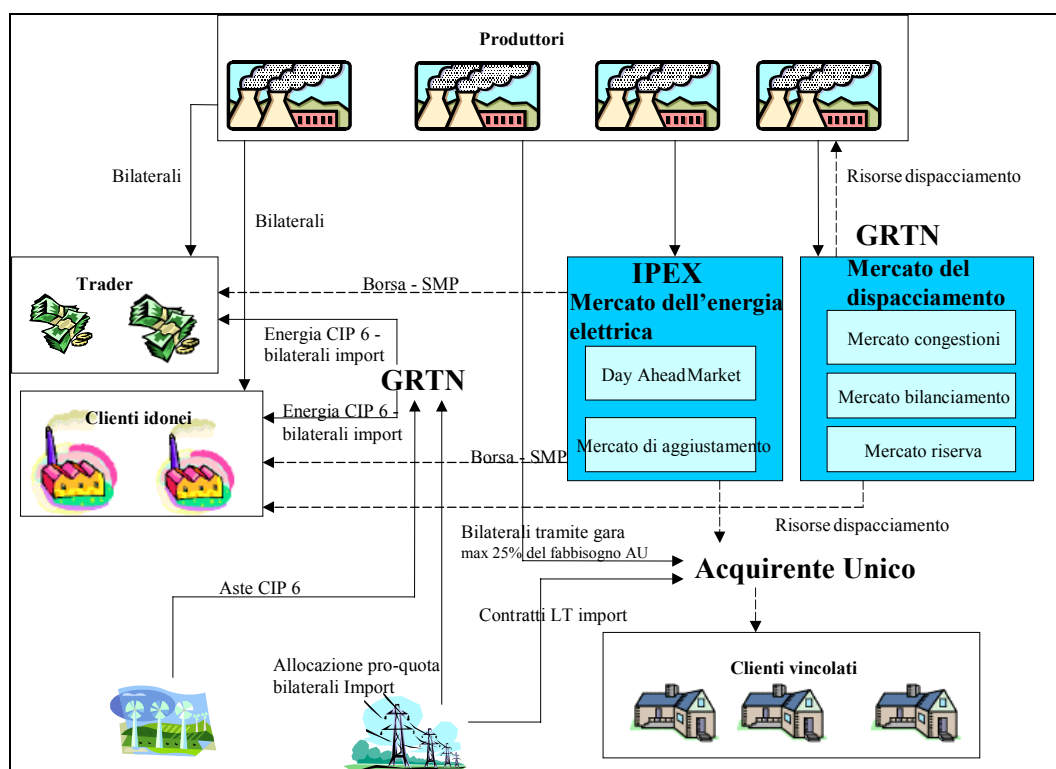 Produttori
Bilaterali
Bilaterali
Risorse dispacciamento
GRTN
Trader
Borsa - SMP
IPEX
Mercato dell'energia
elettrica
Mercato del
dispacciamento
Energia CIP 6 -
bilaterali import
Mercato congestioni
GRTN
Day AheadMarket
Mercato bilanciamento
Clienti idonei
Energia CIP 6 -
bilaterali import
Mercato di aggiustamento
Mercato riserva
Borsa - SMP
Risorse dispacciamento
Bilaterali tramite gara
max 25% del fabbisogno AU
Acquirente Unico
Aste CIP 6
Contratti LT import
Allocazione pro-quota
bilaterali Import
Clienti vincolati